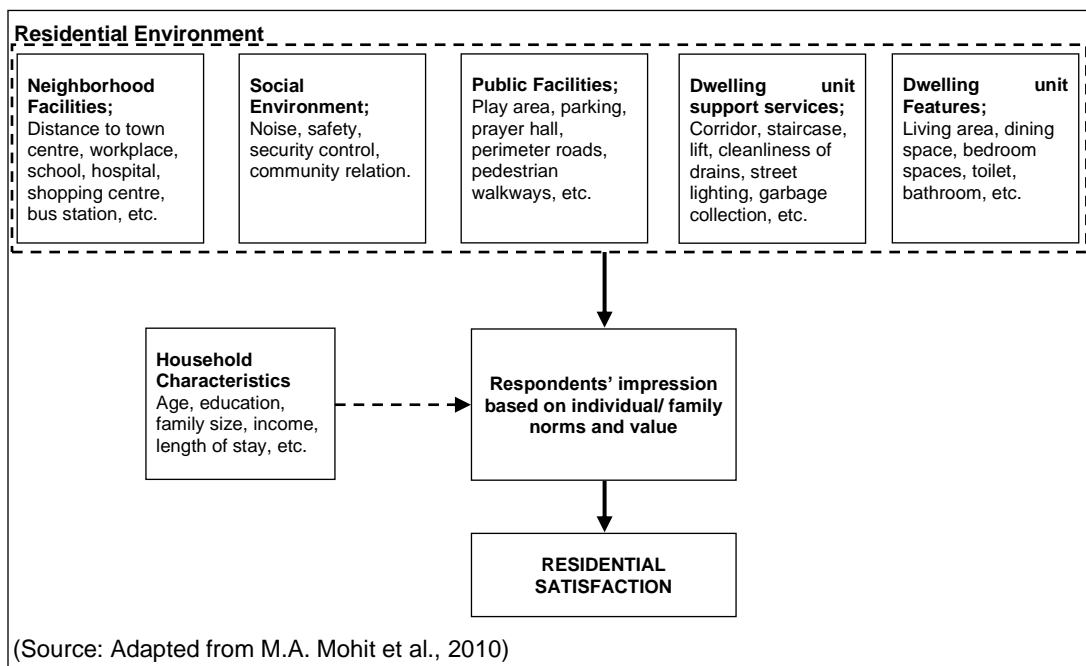 Residential Environment
Neighborhood
Facilities;
Distance to town
centre, workplace,
school, hospital,
shopping centre,
bus station, etc.
Social
Environment;
Noise, safety,
security control,
community relation.
Public Facilities;
Play area, parking,
prayer hall,
perimeter roads,
pedestrian
walkways, etc.
Dwelling unit
support services;
Corridor, staircase,
lift, cleanliness of
drains, street
lighting, garbage
collection, etc.
Dwelling unit
Features;
Living area, dining
space, bedroom
spaces, toilet,
bathroom, etc.
Household
Characteristics
Age, education,
family size, income,
length of stay, etc.
Respondents’ impression
based on individual/ family
norms and value
RESIDENTIAL
SATISFACTION
(Source: Adapted from M.A. Mohit et al., 2010)